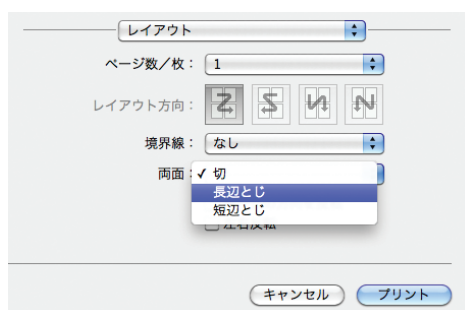 レイアウト
ページ数/枚： 1
レイアウト方向：
境界線： なし
両面： ✓ 切
長辺とじ
短辺とじ
左右反転
キャンセル プリント